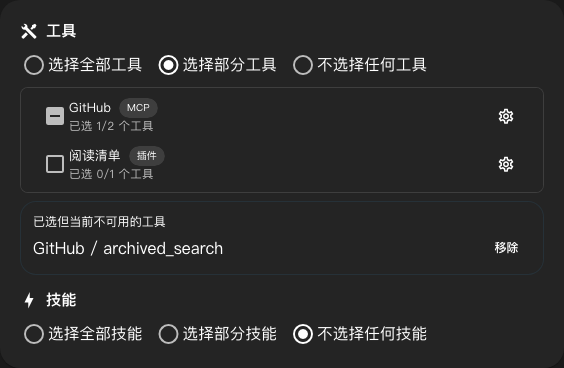 工具
选择全部工具 选择部分工具 不选择任何工具
GitHub MCP
已选 1/2 个工具
阅读清单 插件
已选 0/1 个工具
已选但当前不可用的工具
GitHub / archived_search 移除
技能
选择全部技能 选择部分技能 不选择任何技能